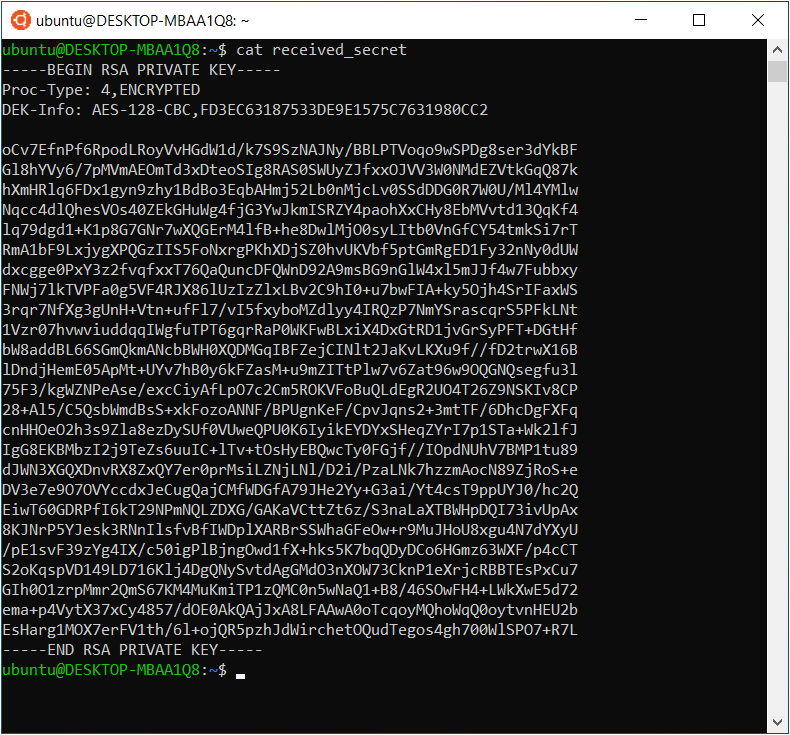 ubuntu@DESKTOP-MBAA1Q8: ~
ubuntu@DESKTOP-MBAA1Q8:~$ cat received_secret
-----BEGIN RSA PRIVATE KEY-----
Proc-Type: 4,ENCRYPTED
DEK-Info: AES-128-CBC,FD3EC63187533DE9E1575C7631980CC2
oCv7EfnPf6RpodLRoyVvHGdW1d/k7S9SzNAJNy/BBLPTVoqo9wSPDg8ser3dYkBF
Gl8hYVy6/7pMVmAEOmTd3xDteoSIg8RAS0SWUyZJfxxOJVV3W0NMdEZVtkGqQ87k
hXmHRlq6FDx1gyn9zhy1BdBo3EqbAHmj52Lb0nMjcLv0SSdDDG0R7W0U/Ml4YMlw
Nqcc4dlQhesVOs40ZEkGHuWg4fjG3YwJkmISRZY4paohXxCHy8EbMVvtd13QqKf4
lq79dgd1+K1p8G7GNr7wXQGErM4lfB+he8DwlMjO0syLItb0VnGfCY54tmkSi7rT
RmA1bF9LxjygXPQGzIIS5FoNxrgPKhXDjSZ0hvUKVbf5ptGmRgED1Fy32nNy0dUW
dxcgge0PxY3z2fvqfxxT76QaQuncDFQWnD92A9msBG9nGlW4xl5mJJf4w7Fubbxy
FNWj7lkTVPFa0g5VF4RJX86lUzIzZlxLBv2C9hI0+u7bwFIA+ky5Ojh4SrIFaxWS
3rqr7NfXg3gUnH+Vtn+ufFl7/vI5fxyboMZdlyy4IRQzP7NmYSrascqrS5PFkLNt
1Vzr07hvwviuddqqIWgfuTPT6gqrRaP0WKFwBLxiX4DxGtRD1jvGrSyPFT+DGtHf
bW8addBL66SGmQkmANcbBWH0XQDMGqIBFZejCINlt2JaKvLKXu9f//fD2trwX16B
lDndjHemE05ApMt+UYv7hB0y6kFZasM+u9mZITtPlw7v6Zat96w9OQGNQsegfu3l
75F3/kgWZNPeAse/excCiyAfLpO7c2Cm5ROKVFoBuQLdEgR2UO4T26Z9NSKIv8CP
28+Al5/C5QsbWmdBsS+xkFozoANNF/BPUgnKeF/CpvJqns2+3mtTF/6DhcDgFXFq
cnHHOeO2h3s9Zla8ezDySUf0VUweQPU0K6IyikEYDYxSHeqZYrI7p1STa+Wk2lfJ
IgG8EKBMbzI2j9TeZs6uuIC+lTv+tOsHyEBQwcTy0FGjf//IOpdNUhV7BMP1tu89
dJWN3XGQXDnvRX8ZxQY7er0prMsiLZNjLNl/D2i/PzaLNk7hzzmAocN89ZjRoS+e
DV3e7e9O7OVYccdxJeCugQajCMfWDGfA79JHe2Yy+G3ai/Yt4csT9ppUYJ0/hc2Q
EiwT60GDRPfI6kT29NPmNQLZDXG/GAKaVCttZt6z/S3naLaXTBWHpDQI73ivUpAx
8KJNrP5YJesk3RNnIlsfvBfIWDplXARBrSSWhaGFeOw+r9MuJHoU8xgu4N7dYXyU
/pE1svF39zYg4IX/c50igPlBjngOwd1fX+hks5K7bqQDyDCo6HGmz63WXF/p4cCT
S2oKqspVD149LD716Klj4DgQNySvtdAgGMdO3nXOW73CknP1eXrjcRBBTEsPxCu7
GIh0O1zrpMmr2QmS67KM4MuKmiTP1zQMC0n5wNaQ1+B8/46SOwFH4+LWkXwE5d72
ema+p4VytX37xCy4857/dOE0AkQAjJxA8LFAAwA0oTcqoyMQhoWqQ0oytvnHEU2b
EsHarg1MOX7erFV1th/6l+ojQR5pzhJdWirchetOQudTegos4gh700WlSPO7+R7L
-----END RSA PRIVATE KEY-----
ubuntu@DESKTOP-MBAA1Q8:~$